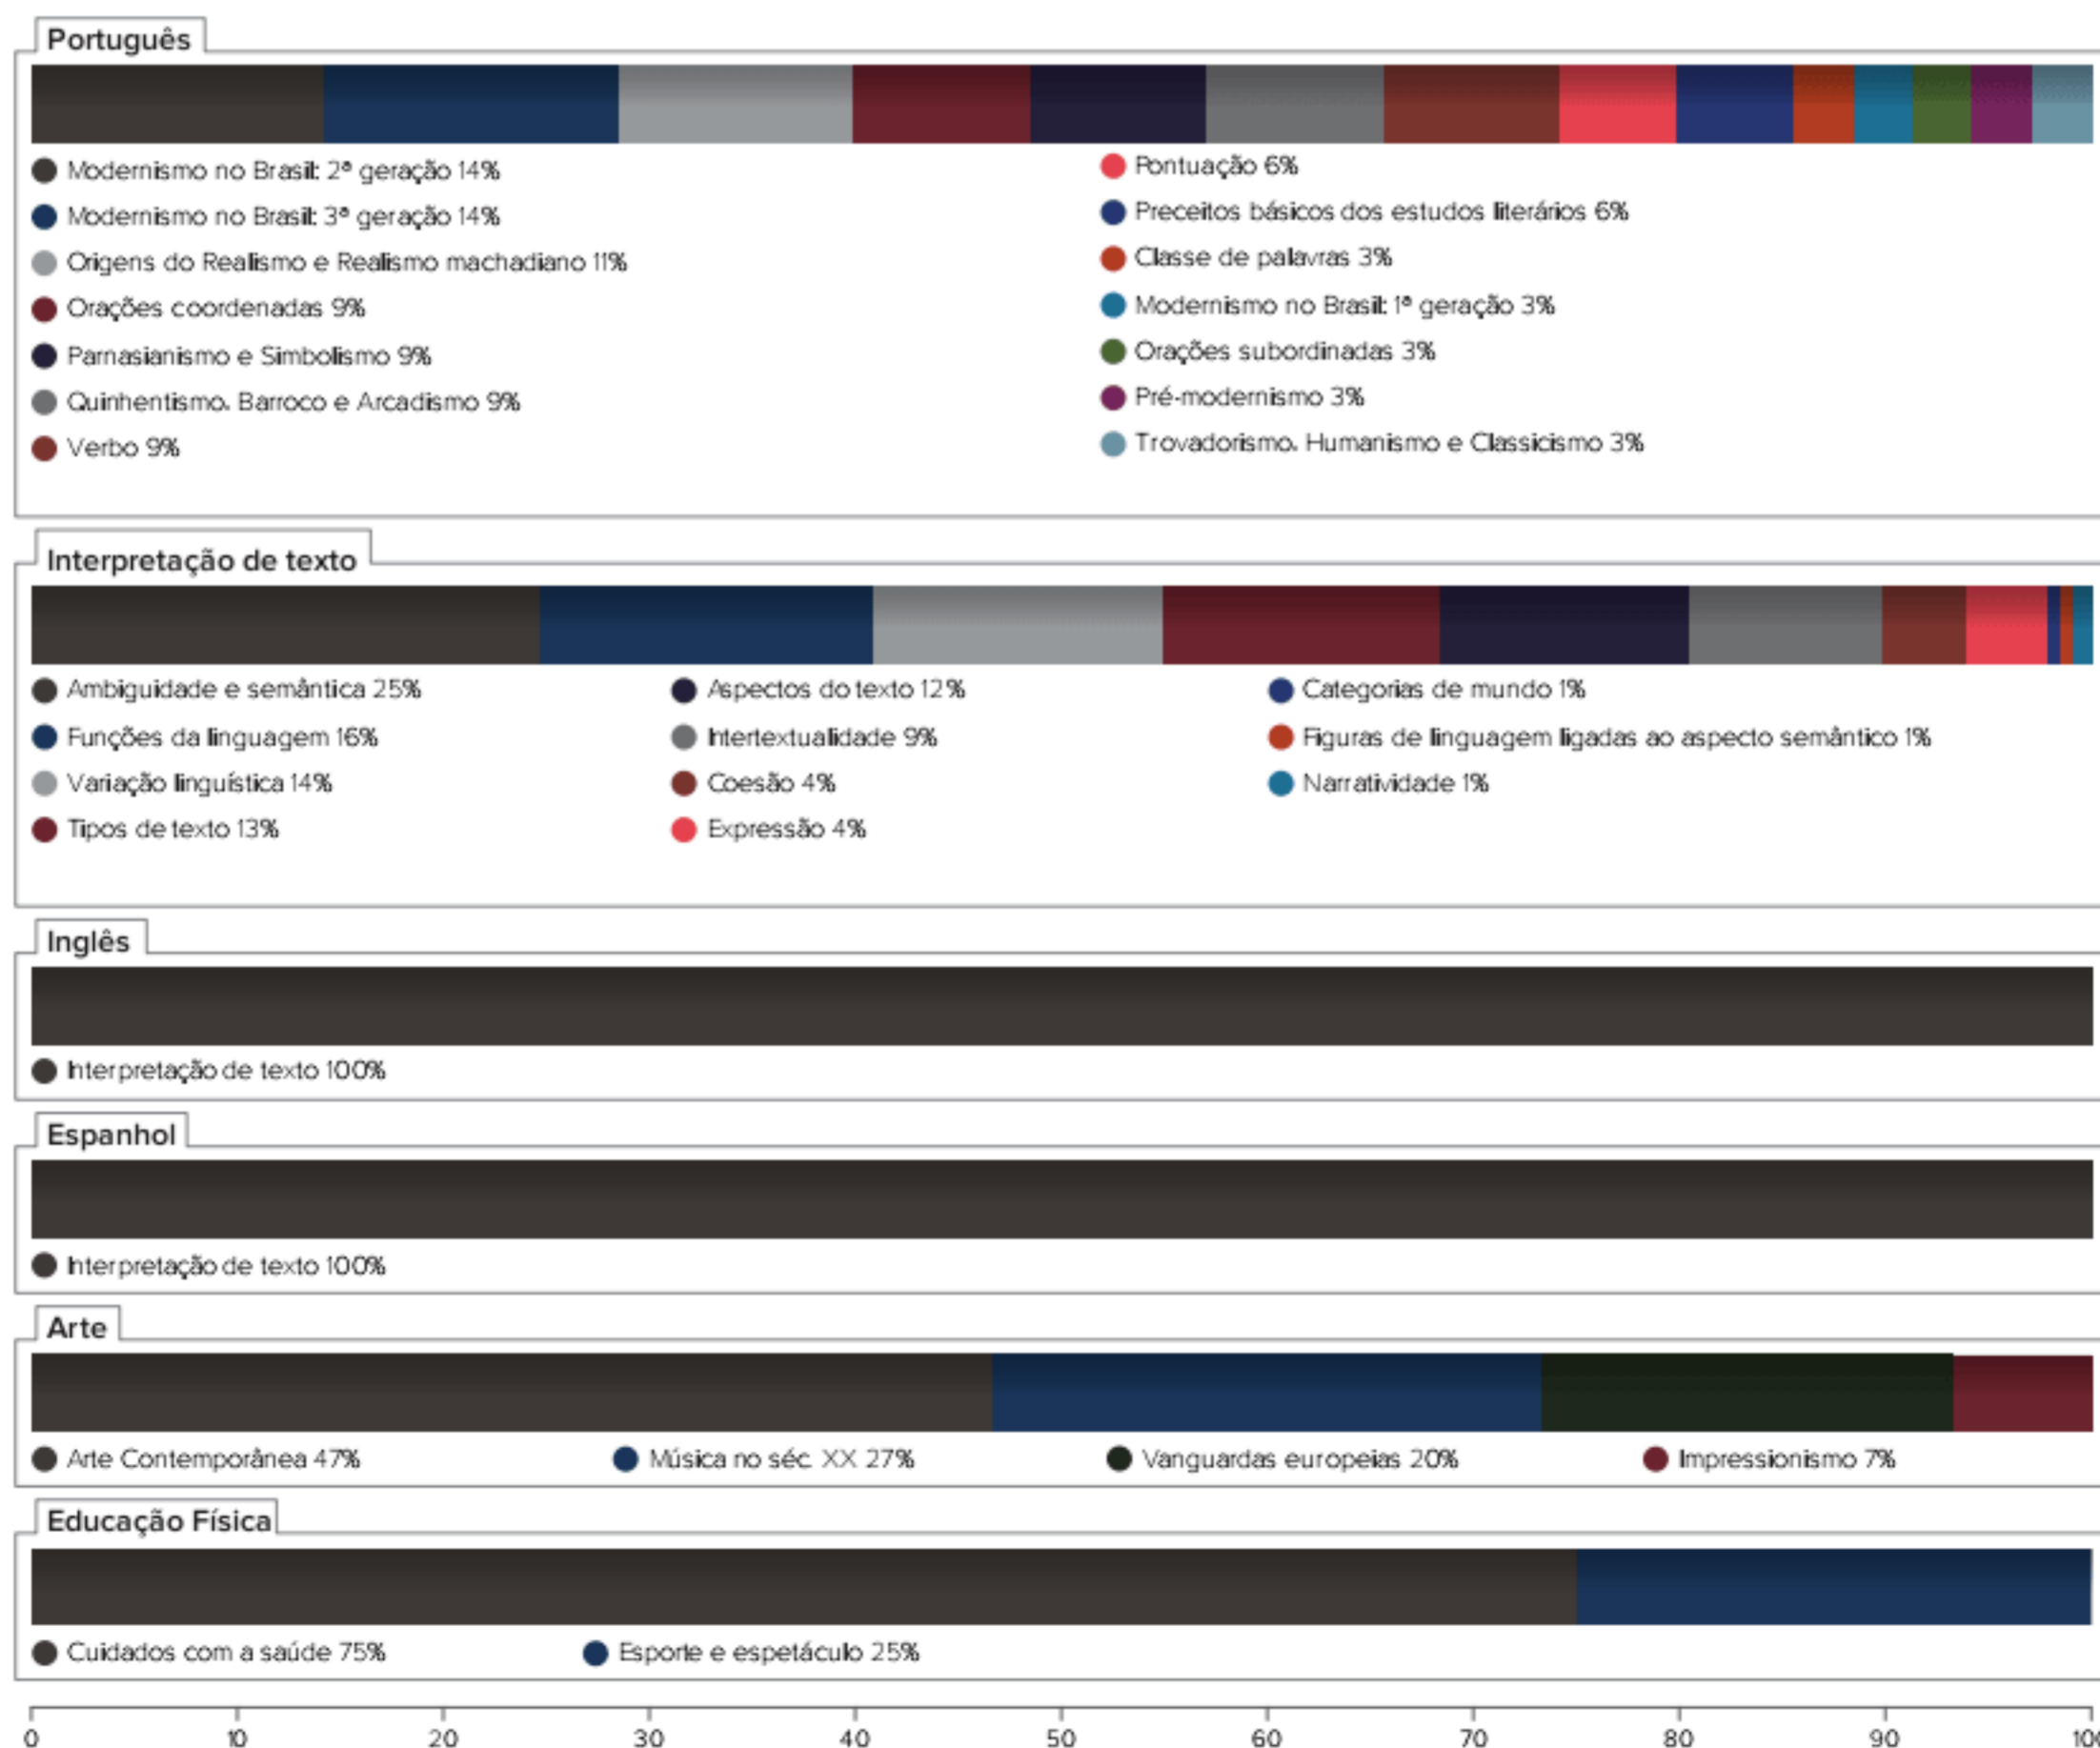 Português
Modernismo no Brasil: 2ª geração 14%
Modernismo no Brasil: 3ª geração 14%
Origens do Realismo e Realismo machadiano 11%
Orações coordenadas 9%
Parnasianismo e Simbolismo 9%
Quinhentismo, Barroco e Arcadismo 9%
Verbo 9%
Pontuação 6%
Preceitos básicos dos estudos literários 6%
Classe de palavras 3%
Modernismo no Brasil: 1ª geração 3%
Orações subordinadas 3%
Pré-modernismo 3%
Trovadorismo, Humanismo e Classicismo 3%
Interpretação de texto
Ambiguidade e semântica 25%
Funções da linguagem 16%
Variação linguística 14%
Tipos de texto 13%
Aspectos do texto 12%
Intertextualidade 9%
Coesão 4%
Expressão 4%
Categorias de mundo 1%
Figuras de linguagem ligadas ao aspecto semântico 1%
Narratividade 1%
Inglês
Interpretação de texto 100%
Espanhol
Interpretação de texto 100%
Arte
Arte Contemporânea 47%
Música no séc. XX 27%
Vanguardas europeias 20%
Impressionismo 7%
Educação Física
Cuidados com a saúde 75%
Esporte e espetáculo 25%
0 10 20 30 40 50 60 70 80 90 100